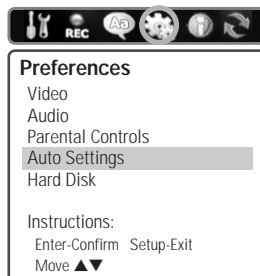 REC Aa i
Preferences
Video
Audio
Parental Controls
Auto Settings
Hard Disk
Instructions:
Enter-Confirm Setup-Exit
Move ▲▼